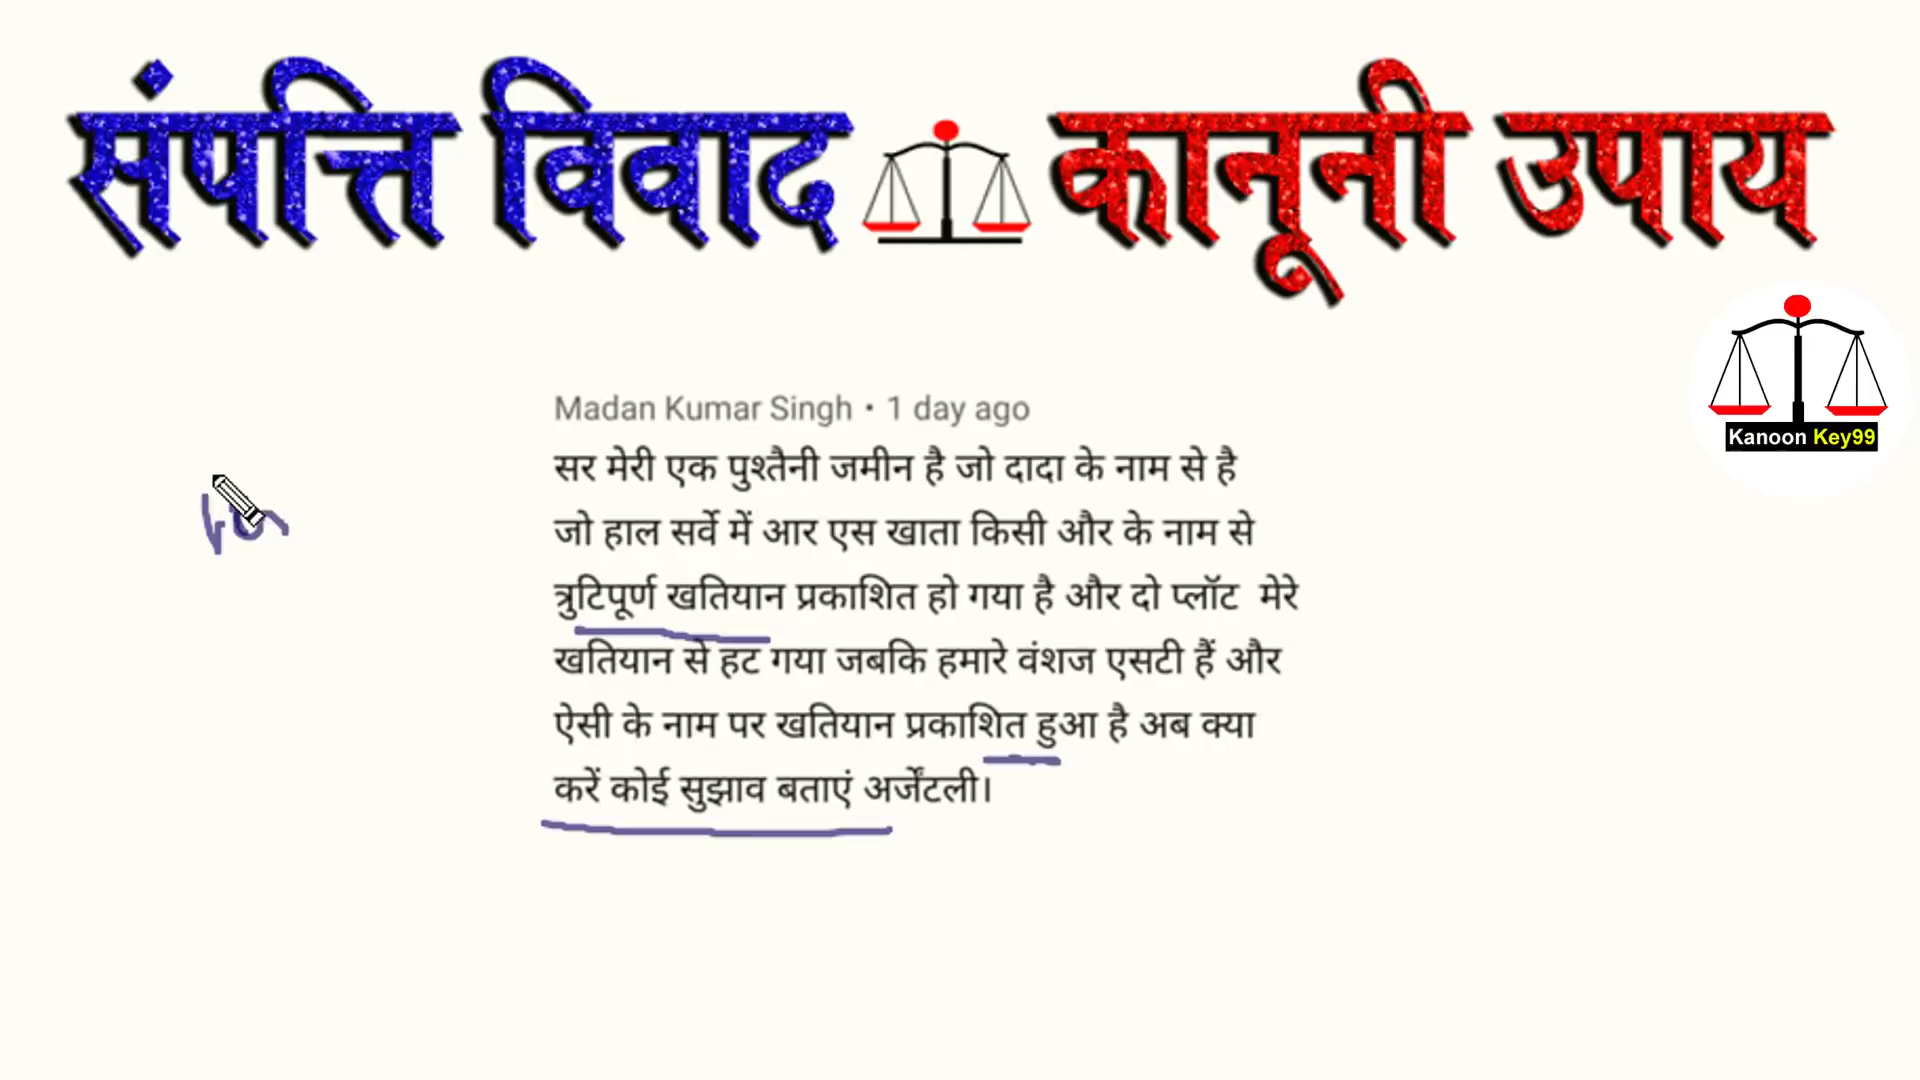 संपत्ति विवाद कानूनी उपाय
Kanoon Key99
Madan Kumar Singh • 1 day ago
सर मेरी एक पुश्तैनी जमीन है जो दादा के नाम से है
जो हाल सर्वे में आर एस खाता किसी और के नाम से
त्रुटिपूर्ण खतियान प्रकाशित हो गया है और दो प्लॉट मेरे
खतियान से हट गया जबकि हमारे वंशज एसटी हैं और
ऐसी के नाम पर खतियान प्रकाशित हुआ है अब क्या
करें कोई सुझाव बताएं अर्जेंटली।